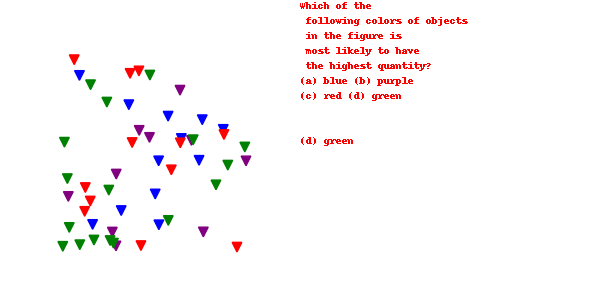 Which of the
following colors of objects
in the figure is
most likely to have
the highest quantity?
(a) blue (b) purple
(c) red (d) green
(d) green